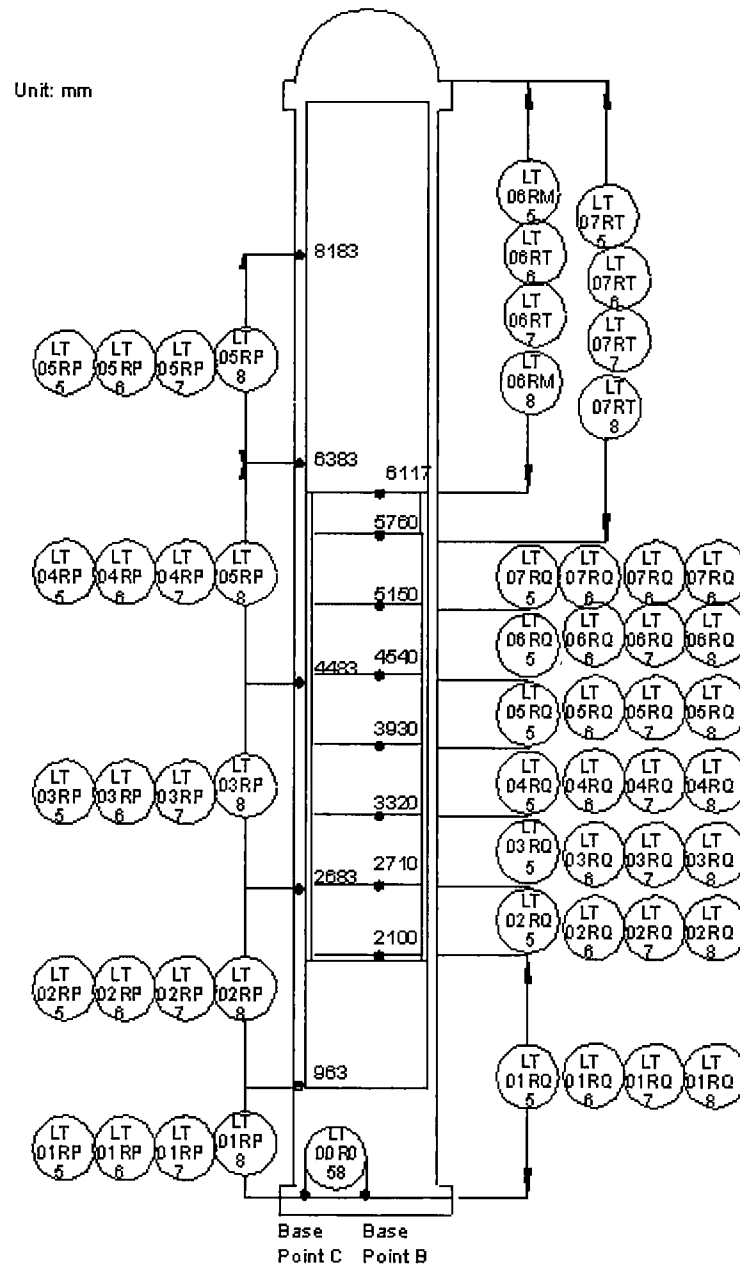 Unit: mm
LT
06RM
5
LT
06RT
6
LT
06RT
7
LT
06RM
8
LT
07RT
5
LT
07RT
6
LT
07RT
7
LT
07RT
8
8183
LT
05RP
5
LT
05RP
6
LT
05RP
7
LT
05RP
8
6383
6117
5760
LT
04RP
5
LT
04RP
6
LT
04RP
7
LT
05RP
8
LT
07RQ
5
LT
07RQ
6
LT
07RQ
6
LT
07RQ
6
5150
LT
06RQ
5
LT
06RQ
6
LT
06RQ
7
LT
06RQ
8
4483
4540
LT
05RQ
5
LT
05RQ
6
LT
05RQ
7
LT
05RQ
8
3930
LT
03RP
5
LT
03RP
6
LT
03RP
7
LT
03RP
8
LT
04RQ
5
LT
04RQ
6
LT
04RQ
7
LT
04RQ
8
3320
LT
03RQ
5
LT
03RQ
6
LT
03RQ
7
LT
03RQ
8
2683
2710
LT
02RQ
5
LT
02RQ
6
LT
02RQ
7
LT
02RQ
8
2100
LT
02RP
5
LT
02RP
6
LT
02RP
7
LT
02RP
8
963
LT
01RQ
5
LT
01RQ
6
LT
01RQ
7
LT
01RQ
8
LT
01RP
5
LT
01RP
6
LT
01RP
7
LT
01RP
8
LT
00R0
58
Base
Point C
Base
Point B